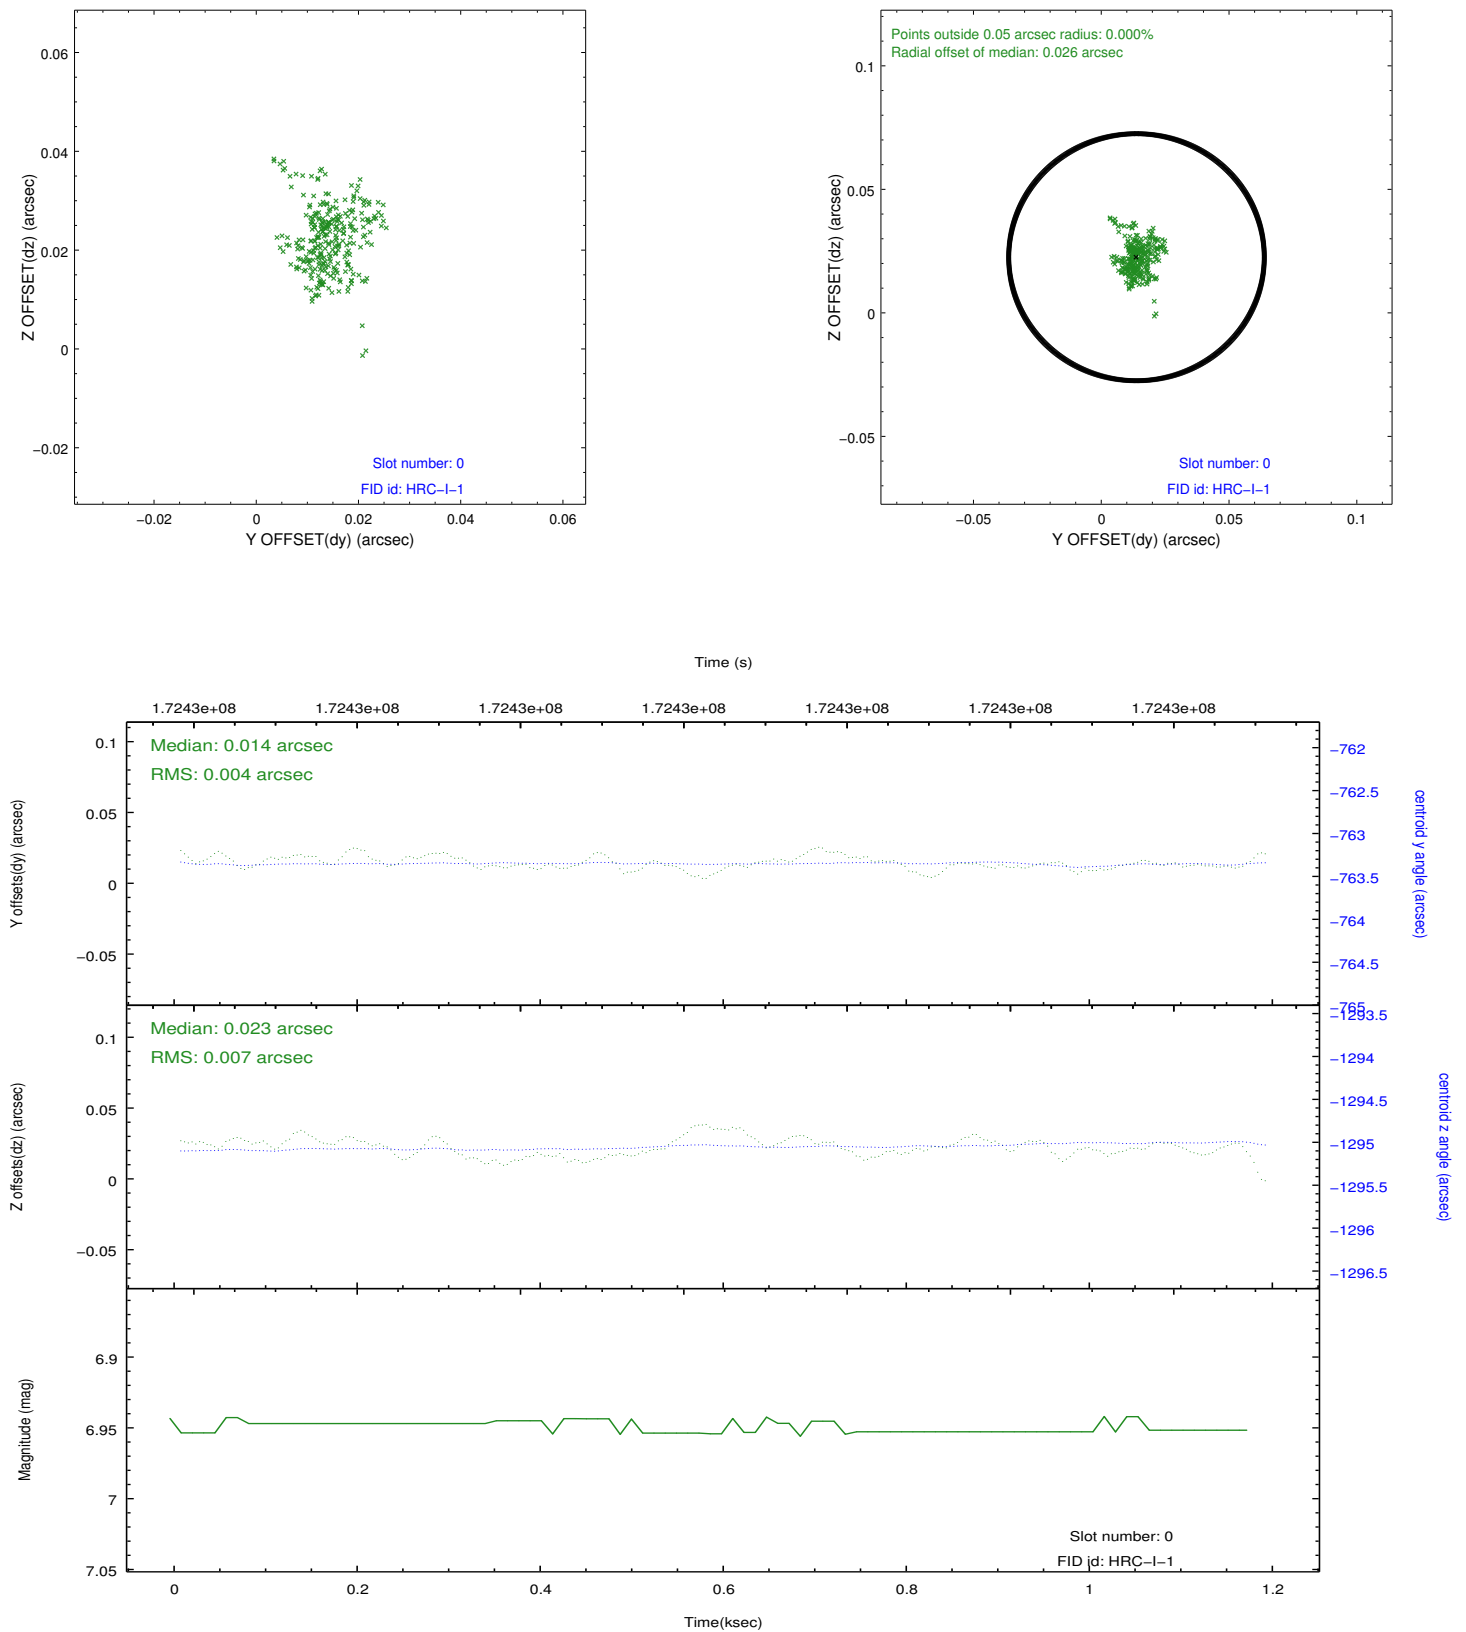 0.06
0.04
0.02
0
−0.02
Z OFFSET(dz) (arcsec)
−0.02
0
0.02
0.04
0.06
Y OFFSET(dy) (arcsec)
Slot number: 0
FID id: HRC−I−1
Points outside 0.05 arcsec radius: 0.000%
Radial offset of median: 0.026 arcsec
0.1
0.05
0
−0.05
Z OFFSET(dz) (arcsec)
Slot number: 0
FID id: HRC−I−1
−0.05
0
0.05
0.1
Y OFFSET(dy) (arcsec)
Time (s)
1.7243e+08
1.7243e+08
1.7243e+08
1.7243e+08
1.7243e+08
1.7243e+08
1.7243e+08
Median: 0.014 arcsec
RMS: 0.004 arcsec
0.1
0.05
0
−0.05
Y offsets(dy) (arcsec)
−762
−762.5
−763
−763.5
−764
−764.5
−765
centroid y angle (arcsec)
Median: 0.023 arcsec
RMS: 0.007 arcsec
0.1
0.05
0
−0.05
Z offsets(dz) (arcsec)
−1293.5
−1294
−1294.5
−1295
−1295.5
−1296
−1296.5
centroid z angle (arcsec)
6.9
6.95
7
7.05
Magnitude (mag)
Slot number: 0
FID id: HRC−I−1
0
0.2
0.4
0.6
0.8
1
1.2
Time(ksec)